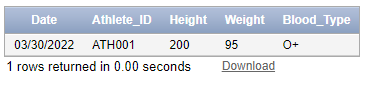 Date Athlete_ID Height Weight Blood_Type
03/30/2022 ATH001 200 95 O+
1 rows returned in 0.00 seconds Download